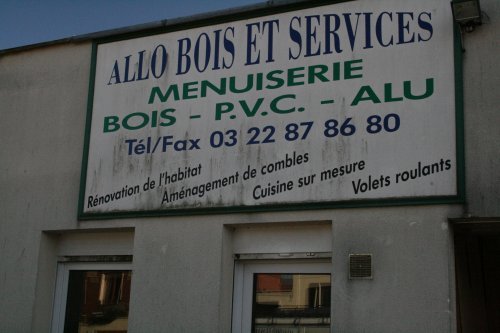 ALLO BOIS ET SERVICES
MENUISERIE
BOIS - P.V.C. - ALU
Tél/Fax 03 22 87 86 80
Rénovation de l'habitat
Aménagement de combles
Cuisine sur mesure
Volets roulants